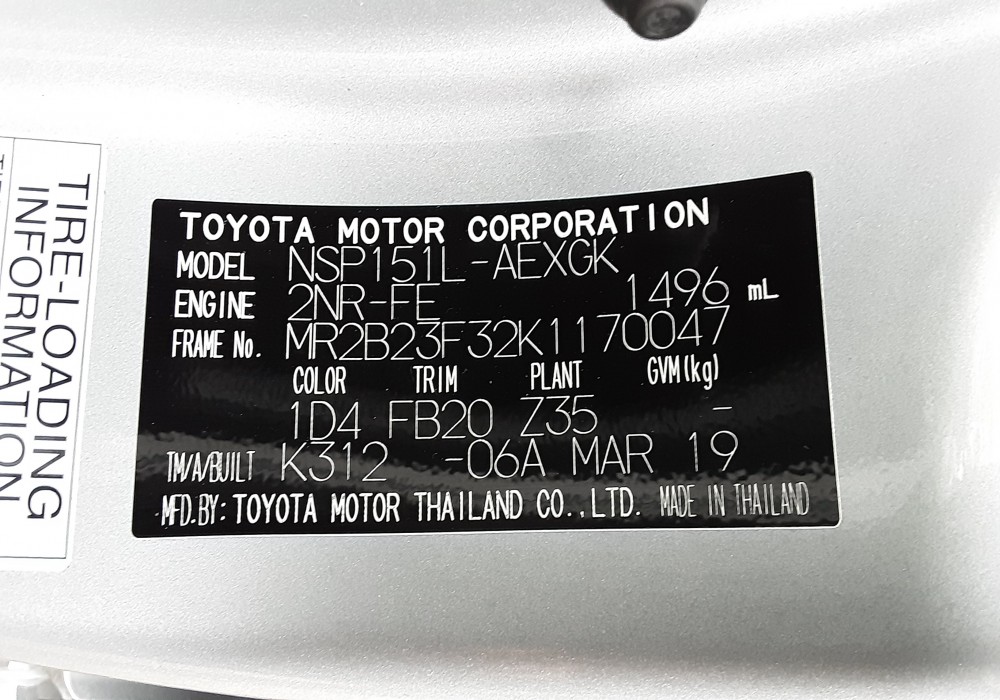 TOYOTA MOTOR CORPORATION
MODEL NSP151L-AEXGK
ENGINE 2NR-FE 1496 mL
FRAME No. MR2B23F32K1170047
COLOR TRIM PLANT GVM(kg)
1D4 FB20 Z35 -
TM/A/BUILT K312 -06A MAR 19
MFD.BY: TOYOTA MOTOR THAILAND CO.,LTD. MADE IN THAILAND
TIRE-LOADING
INFORMATION